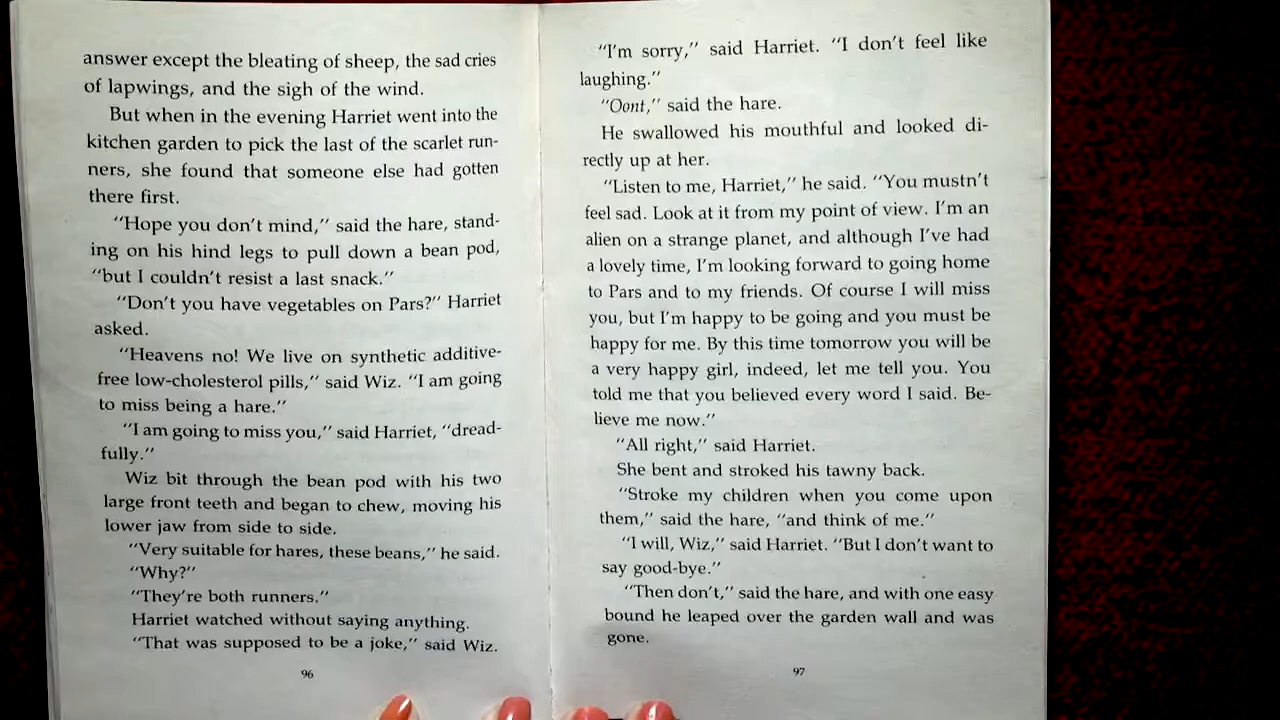 answer except the bleating of sheep, the sad cries
of lapwings, and the sigh of the wind.
But when in the evening Harriet went into the
kitchen garden to pick the last of the scarlet run-
ners, she found that someone else had gotten
there first.
“Hope you don’t mind,” said the hare, stand-
ing on his hind legs to pull down a bean pod,
“but I couldn’t resist a last snack.”
“Don’t you have vegetables on Pars?” Harriet
asked.
“Heavens no! We live on synthetic additive-
free low-cholesterol pills,” said Wiz. “I am going
to miss being a hare.”
“I am going to miss you,” said Harriet, “dread-
fully.”
Wiz bit through the bean pod with his two
large front teeth and began to chew, moving his
lower jaw from side to side.
“Very suitable for hares, these beans,” he said.
“Why?”
“They’re both runners.”
Harriet watched without saying anything.
“That was supposed to be a joke,” said Wiz.
96
“I’m sorry,” said Harriet. “I don’t feel like
laughing.”
“Oont,” said the hare.
He swallowed his mouthful and looked di-
rectly up at her.
“Listen to me, Harriet,” he said. “You mustn’t
feel sad. Look at it from my point of view. I’m an
alien on a strange planet, and although I’ve had
a lovely time, I’m looking forward to going home
to Pars and to my friends. Of course I will miss
you, but I’m happy to be going and you must be
happy for me. By this time tomorrow you will be
a very happy girl, indeed, let me tell you. You
told me that you believed every word I said. Be-
lieve me now.”
“All right,” said Harriet.
She bent and stroked his tawny back.
“Stroke my children when you come upon
them,” said the hare, “and think of me.”
“I will, Wiz,” said Harriet. “But I don’t want to
say good-bye.”
“Then don’t,” said the hare, and with one easy
bound he leaped over the garden wall and was
gone.
97